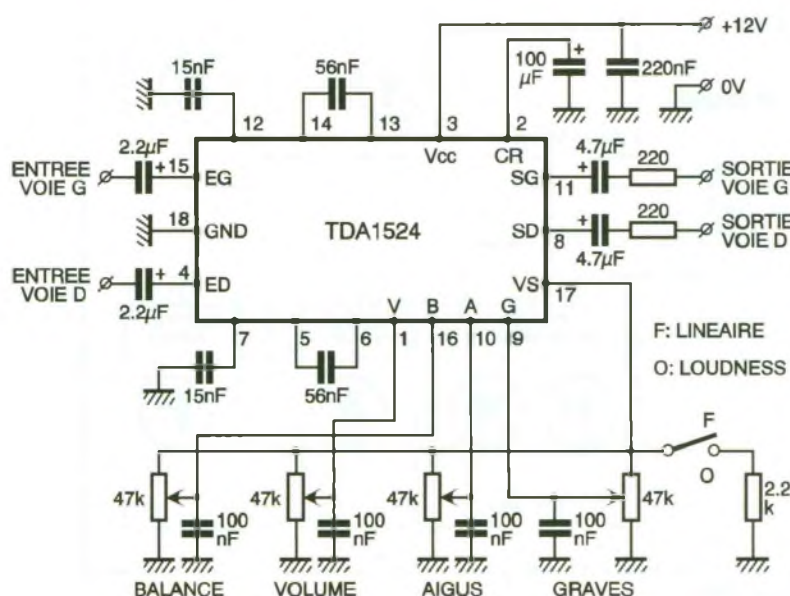 +12V
15nF
56nF
100 µF
+
220nF
0V
12
14
13
3
2
2.2µF
4.7µF
220
ENTREE VOIE G
+
15
EG
Vcc
CR
SG
11
+
SORTIE VOIE G
18
GND
TDA1524
SD
8
+
220
SORTIE VOIE D
4.7µF
ENTREE VOIE D
+
4
ED
VS
17
2.2µF
V
B
A
G
7
5
6
1
16
10
9
F: LINEAIRE
O: LOUDNESS
15nF
56nF
F
O
47k
47k
47k
47k
2.2 k
100 nF
100 nF
100 nF
100 nF
BALANCE
VOLUME
AIGUS
GRAVES